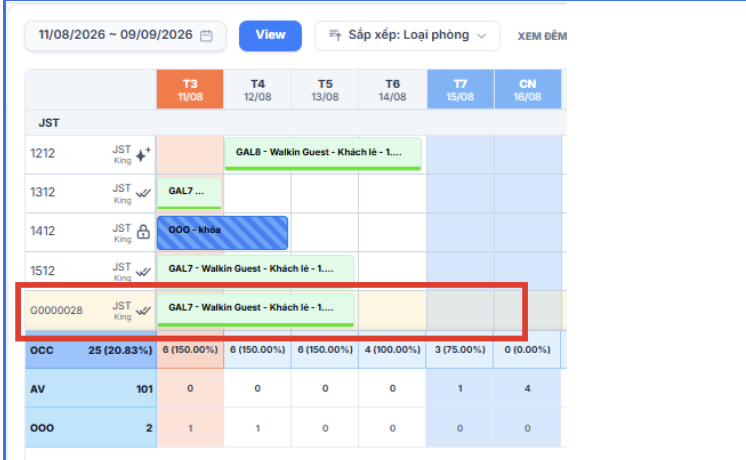 11/08/2026 ~ 09/09/2026 View Sắp xếp: Loại phòng XEM ĐÊM
T3 T4 T5 T6 T7 CN
11/08 12/08 13/08 14/08 15/08 16/08
JST
1212 JST King GAL8 - Walkin Guest - Khách lẻ - 1....
1312 JST King GAL7 ...
1412 JST King OOO - khóa
1512 JST King GAL7 - Walkin Guest - Khách lẻ - 1....
G0000028 JST King GAL7 - Walkin Guest - Khách lẻ - 1....
OCC 25 (20.83%) 6 (150.00%) 6 (150.00%) 6 (150.00%) 4 (100.00%) 3 (75.00%) 0 (0.00%)
AV 101 0 0 0 0 1 4
OOO 2 1 1 0 0 0 0